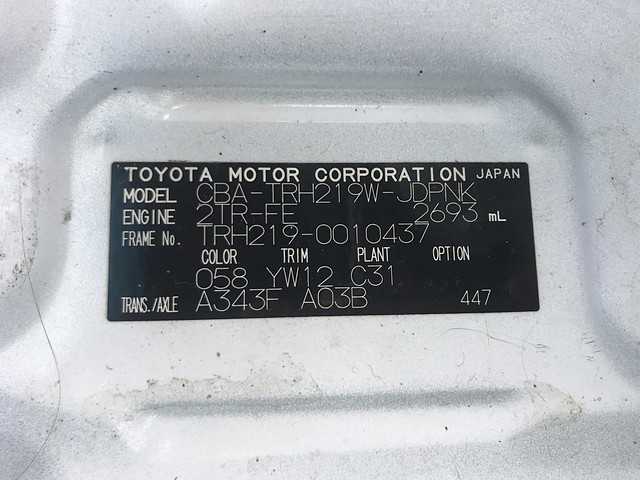 TOYOTA MOTOR CORPORATION JAPAN
MODEL CBA-TRH219W-JDPNK
ENGINE 2TR-FE 2693 mL
FRAME No. TRH219-0010437
COLOR TRIM PLANT OPTION
058 YW12 C31
TRANS./AXLE A343F A03B 447